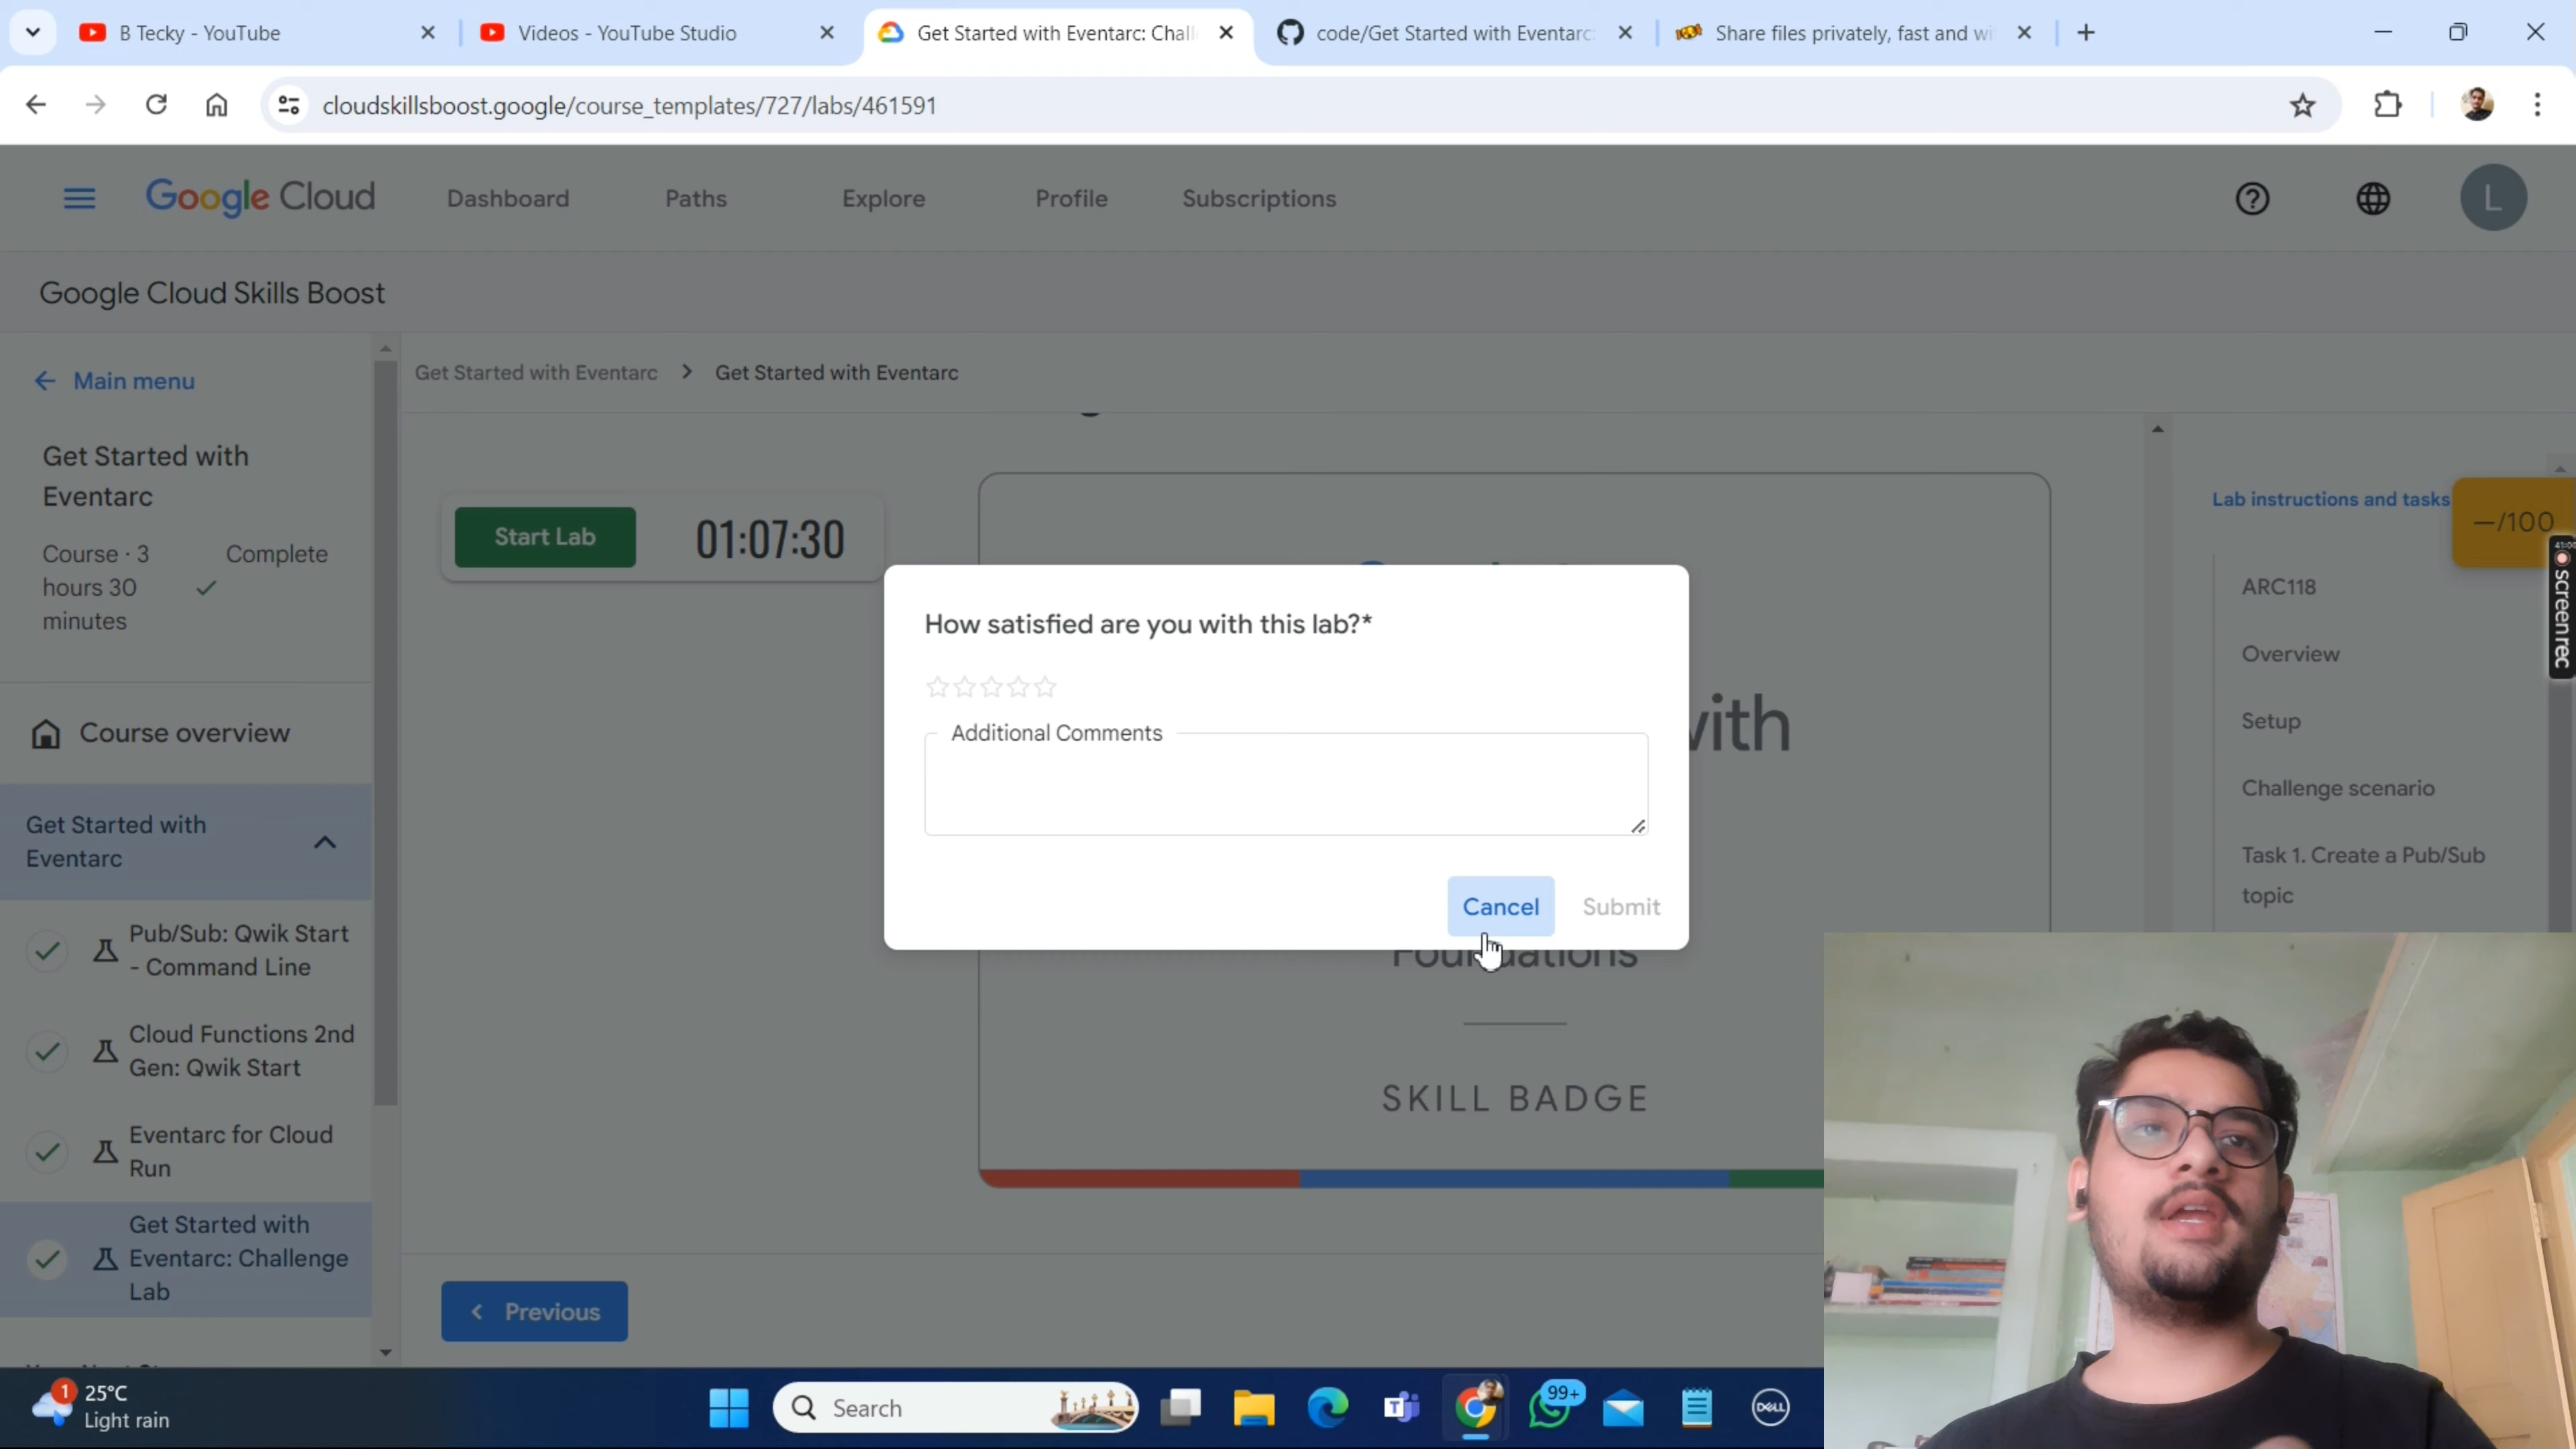 B Tecky - YouTube
Videos - YouTube Studio
Get Started with Eventarc: Chall
code/Get Started with Eventarc:
Share files privately, fast and wi
cloudskillsboost.google/course_templates/727/labs/461591
Google Cloud
Dashboard
Paths
Explore
Profile
Subscriptions
L
Google Cloud Skills Boost
Main menu
Get Started with Eventarc > Get Started with Eventarc
Get Started with
Eventarc
Course · 3
hours 30
minutes
Complete
Start Lab
01:07:30
Lab instructions and tasks
—/100
ARC118
Overview
Setup
Challenge scenario
Task 1. Create a Pub/Sub
topic
screenrec
How satisfied are you with this lab?*
Additional Comments
Cancel
Submit
with
Foundations
SKILL BADGE
Course overview
Get Started with
Eventarc
Pub/Sub: Qwik Start
- Command Line
Cloud Functions 2nd
Gen: Qwik Start
Eventarc for Cloud
Run
Get Started with
Eventarc: Challenge
Lab
Previous
1
25°C
Light rain
Search
99+
DELL